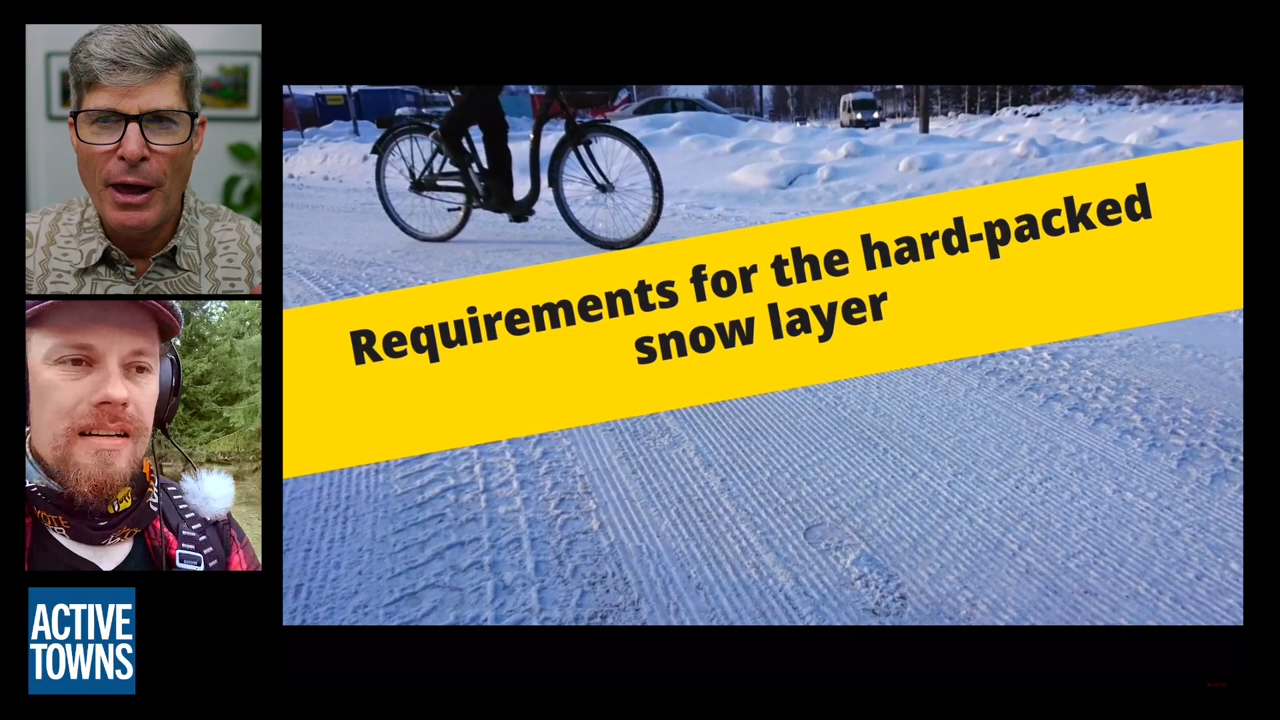 Requirements for the hard-packed
snow layer
ACTIVE
TOWNS